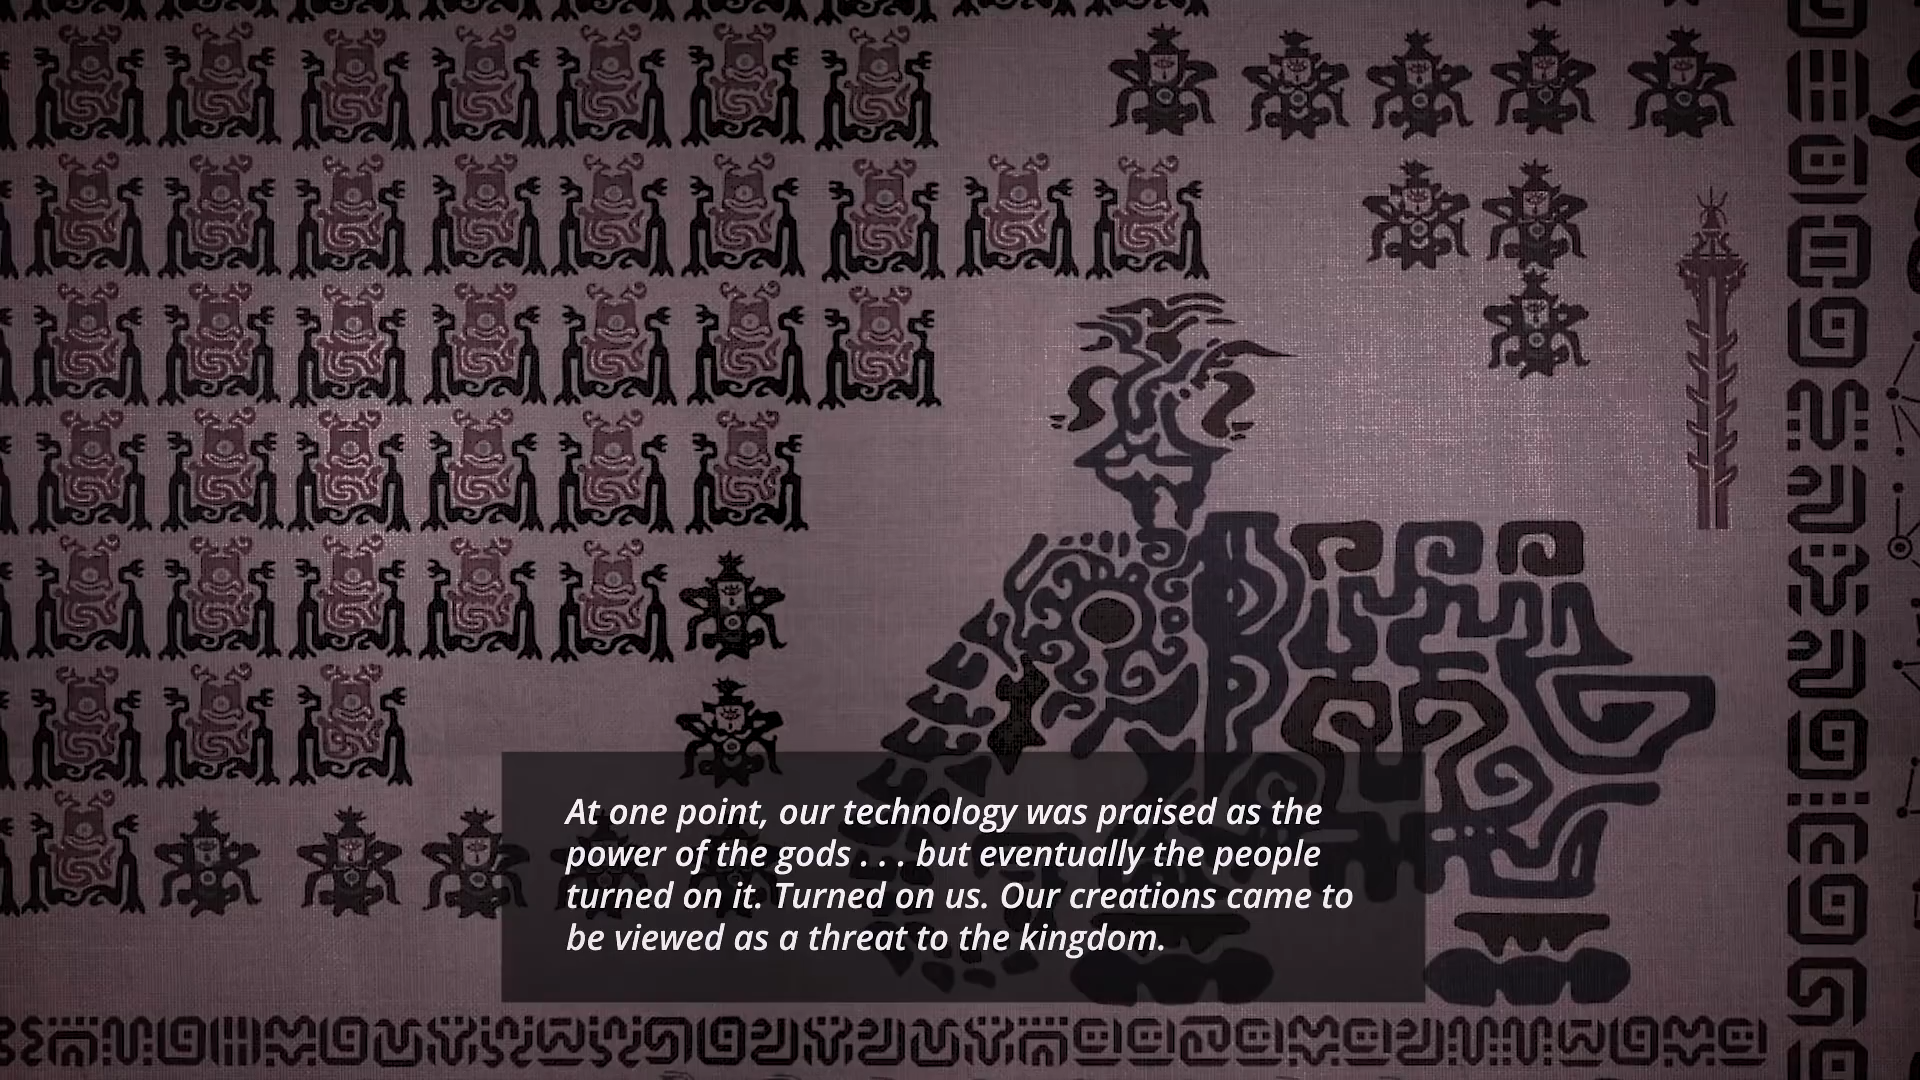 At one point, our technology was praised as the
power of the gods . . . but eventually the people
turned on it. Turned on us. Our creations came to
be viewed as a threat to the kingdom.